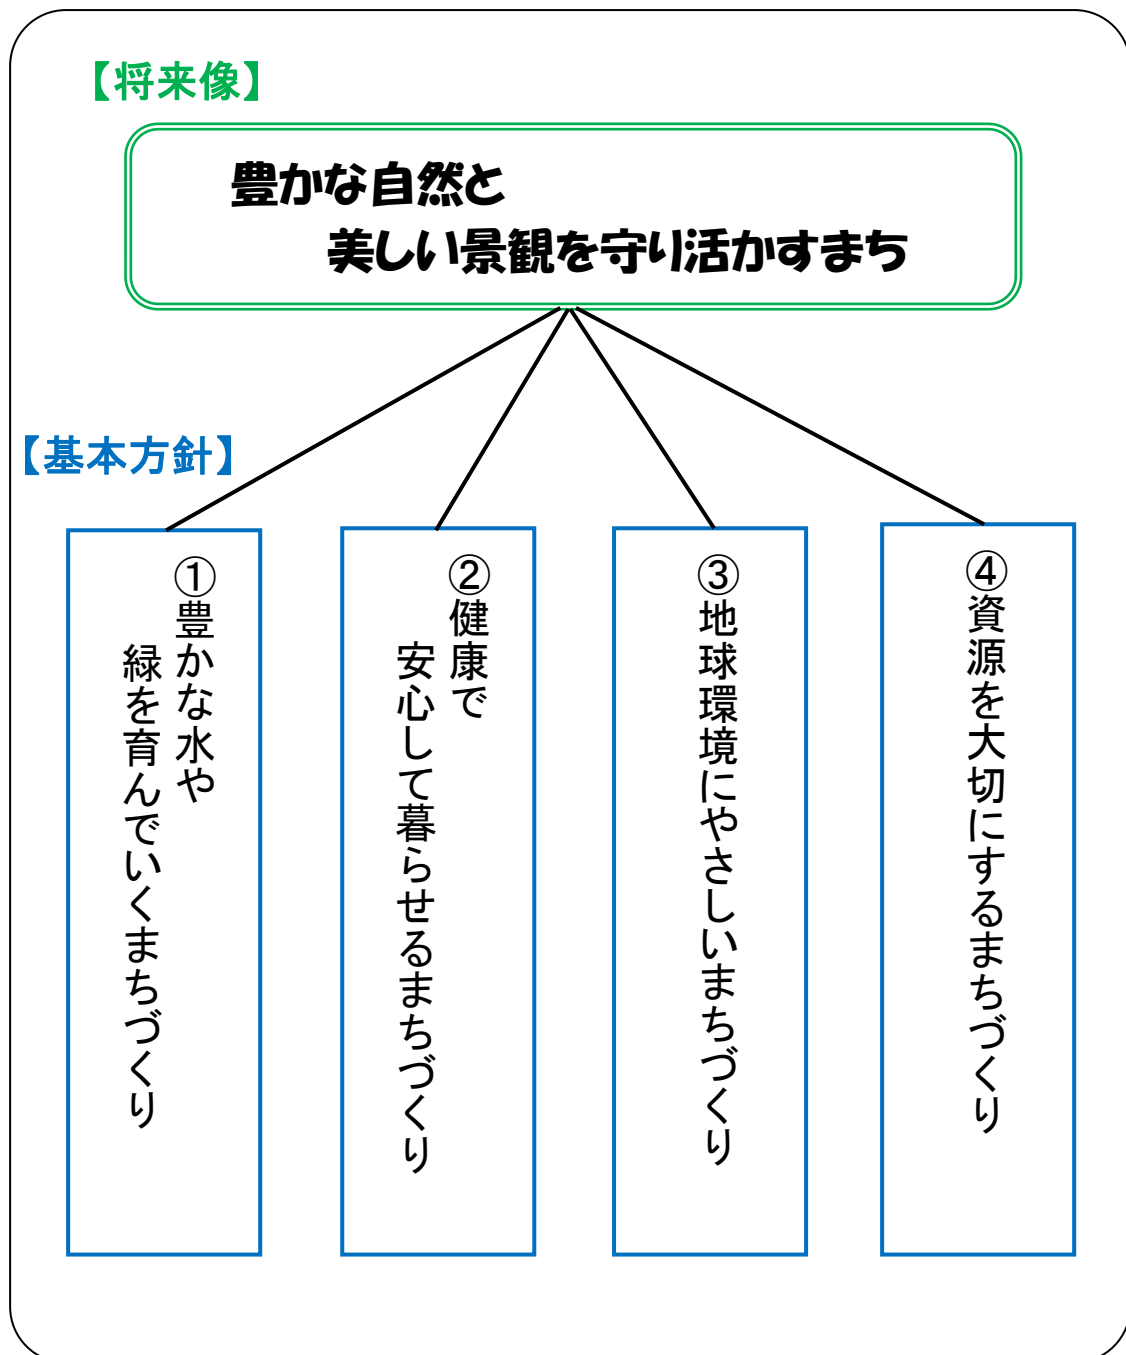 【将来像】
豊かな自然と
美しい景観を守り活かすまち
【基本方針】
①豊かな水や
緑を育んでいくまちづくり
②健康で
安心して暮らせるまちづくり
③地球環境にやさしいまちづくり
④資源を大切にするまちづくり